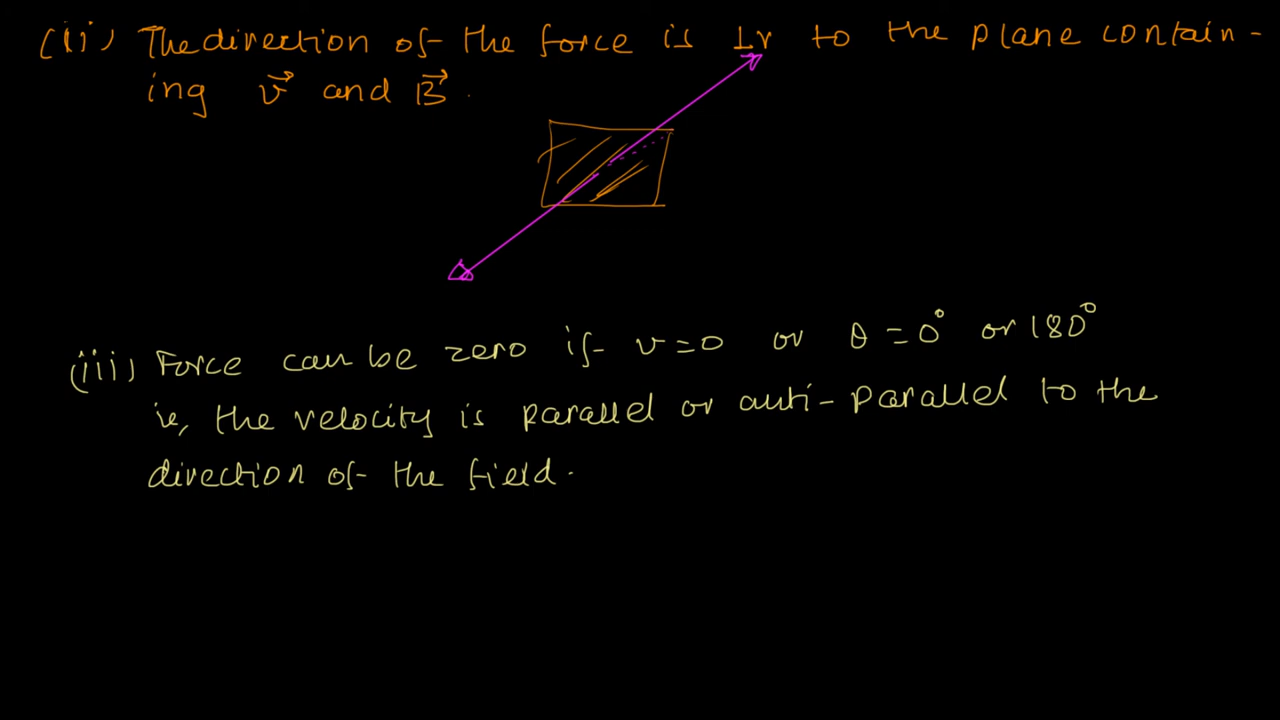 (ii) The direction of the force is ⊥r to the plane contain-
ing v⃗ and B⃗.
(iii) Force can be zero if v = 0 or θ = 0° or 180°
ie, the velocity is parallel or anti-parallel to the
direction of the field.